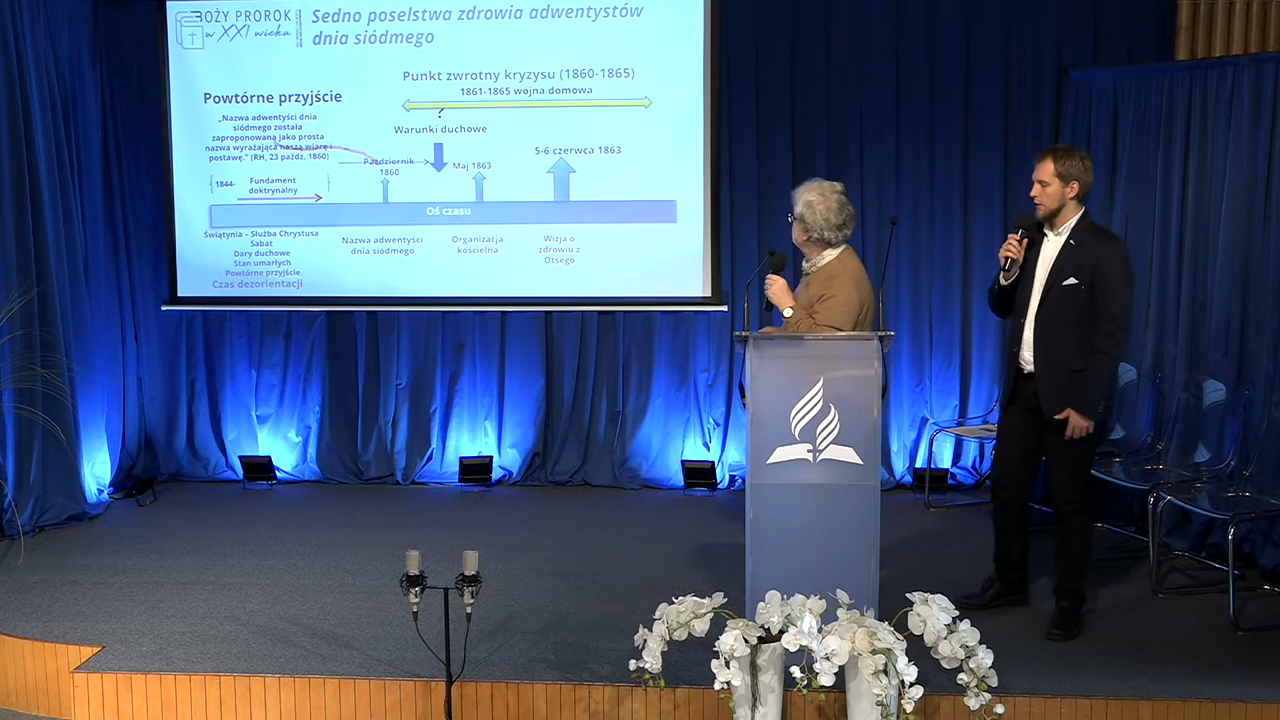 BOŻY PROROK
w XXI wieku
Sedno poselstwa zdrowia adwentystów
dnia siódmego
Punkt zwrotny kryzysu (1860-1865)
1861-1865 wojna domowa
Powtórne przyjście
„Nazwa adwentyści dnia
siódmego została
zaproponowana jako prosta
nazwa wyrażająca naszą wiarę i
postawę.” (RH, 23 paźdz. 1860)
?
Warunki duchowe
Październik
1860
Maj 1863
5-6 czerwca 1863
1844-
Fundament
doktrynalny
Oś czasu
Świątynia – Służba Chrystusa
Sabat
Dary duchowe
Stan umarłych
Powtórne przyjście
Czas dezorientacji
Nazwa adwentyści
dnia siódmego
Organizacja
kościelna
Wizja o
zdrowiu z
Otsego